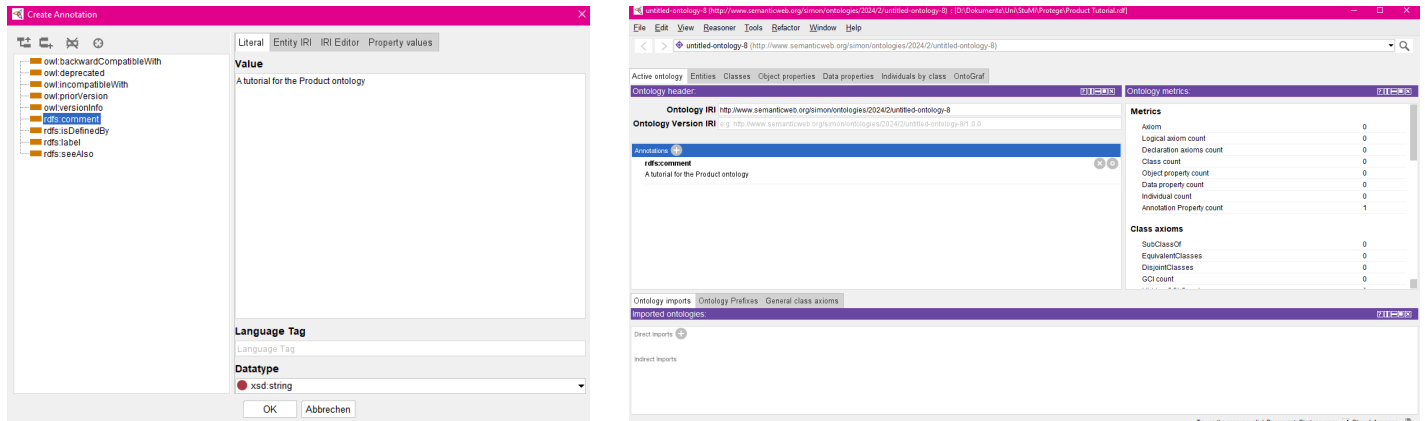 Create Annotation
owl:backwardCompatibleWith
owl:deprecated
owl:incompatibleWith
owl:priorVersion
owl:versionInfo
rdfs:comment
rdfs:isDefinedBy
rdfs:label
rdfs:seeAlso
Literal Entity IRI IRI Editor Property values
Value
A tutorial for the Product ontology
Language Tag
Language Tag
Datatype
xsd:string
OK Abbrechen
untitled-ontology-8 (http://www.semanticweb.org/simon/ontologies/2024/2/untitled-ontology-8) : [D:\Dokumente\Uni\StuMi\Protege\Product Tutorial.rdf]
File Edit View Reasoner Tools Refactor Window Help
untitled-ontology-8 (http://www.semanticweb.org/simon/ontologies/2024/2/untitled-ontology-8)
Active ontology Entities Classes Object properties Data properties Individuals by class OntoGraf
Ontology header:
Ontology IRI http://www.semanticweb.org/simon/ontologies/2024/2/untitled-ontology-8
Ontology Version IRI e.g. http://www.semanticweb.org/simon/ontologies/2024/2/untitled-ontology-8/1.0.0
Annotations
rdfs:comment
A tutorial for the Product ontology
Ontology metrics:
Metrics
Axiom 0
Logical axiom count 0
Declaration axioms count 0
Class count 0
Object property count 0
Data property count 0
Individual count 0
Annotation Property count 1
Class axioms
SubClassOf 0
EquivalentClasses 0
DisjointClasses 0
GCI count 0
Ontology imports Ontology Prefixes General class axioms
Imported ontologies:
Direct Imports
Indirect Imports